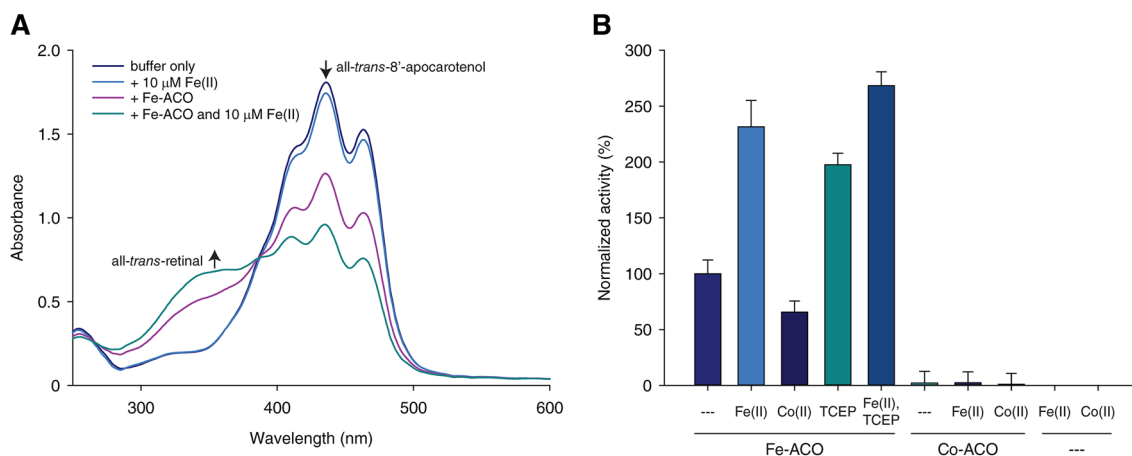 A
2.0
1.5
1.0
0.5
0
Absorbance
300
400
500
600
Wavelength (nm)
buffer only
+ 10 μM Fe(II)
+ Fe-ACO
+ Fe-ACO and 10 μM Fe(II)
all-trans-8'-apocarotenol
all-trans-retinal
B
300
250
200
150
100
50
0
Normalized activity (%)
--- Fe(II) Co(II) TCEP Fe(II),
TCEP
--- Fe(II) Co(II) Fe(II) Co(II)
Fe-ACO
Co-ACO
---